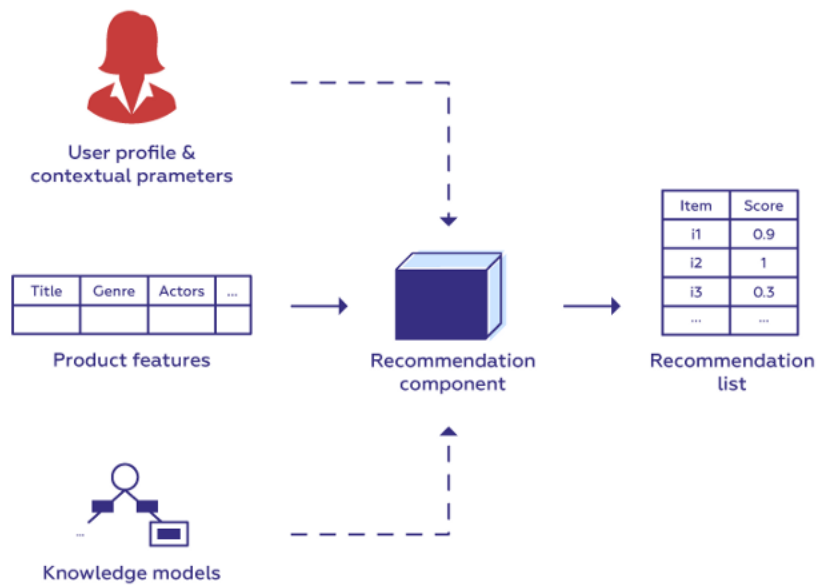 User profile &
contextual prameters
Title Genre Actors ...
Product features
Recommendation
component
Item Score
i1 0.9
i2 1
i3 0.3
... ...
Recommendation
list
...
Knowledge models